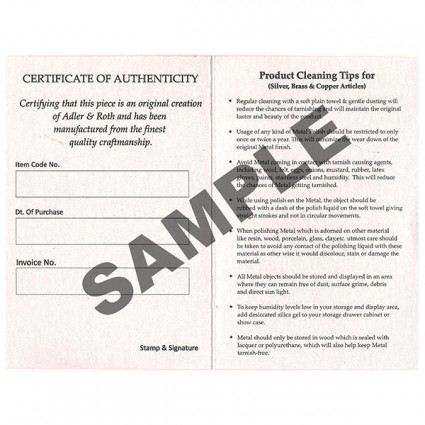 CERTIFICATE OF AUTHENTICITY
Certifying that this piece is an original creation
of Adler & Roth and has been
manufactured from the finest
quality craftmanship.
Item Code No.
Dt. Of Purchase
Invoice No.
Stamp & Signature
Product Cleaning Tips for
(Silver, Brass & Copper Articles)
• Regular cleaning with a soft plain towel & gentle dusting will
reduce the chances of tarnishing and will maintain the original
lustre and beauty of the product
• Usage of any kind of Metal Polish should be restricted to only
once or twice a year. This will minimize the wear down of the
original Metal finish.
• Avoid Metal coming in contact with tarnish causing agents,
including wool, hot, eggs, onions, mustard, rubber, latex
gloves, paints, stainless steel and humidity. This will reduce
the chances of Metal getting tarnished.
• While using polish on Metal, the object should be
rubbed with a dash of the polish liquid on the soft towel giving
straight strokes and not in circular movements.
• When polishing Metal which is adorned on other material
like resin, wood, porcelain, glass, clay,etc. utmost care should
be taken to avoid any contact of the polishing liquid with these
material as other wise it would discolour, stain or damage the
material.
• All Metal objects should be stored and displayed in an area
where they can remain free of dust, surface grime, debris
and direct sun light.
• To keep humidity levels low in your storage and display area,
add desiccated silica gel to your storage drawer cabinet or
show case.
• Metal should only be stored in wood which is sealed with
lacquer or polyurethane, which will also help keep Metal
tarnish-free.
SAMPLE